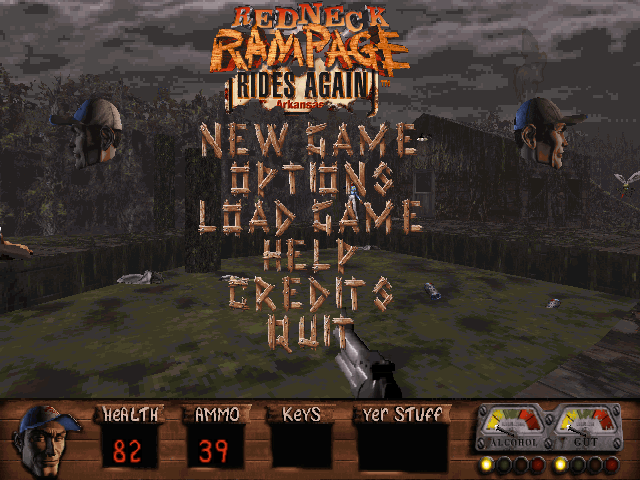 REDNECK
RAMPAGE
RIDES AGAIN TM
Arkansas
NEW GAME
OPTIONS
LOAD GAME
HELP
CREDITS
QUIT
HEALTH AMMO KEYS YER STUFF
82 39
ALCOHOL GUT